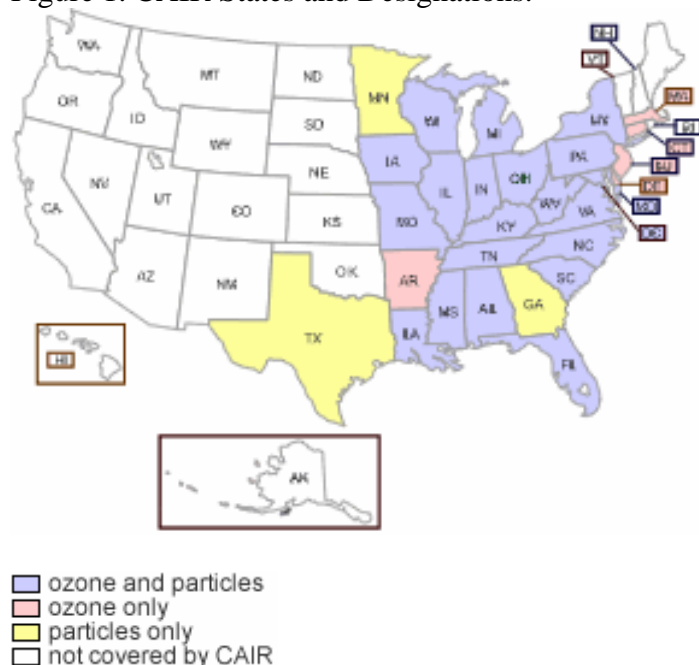 Figure 1. CAIR States and Designations.
WA
MT
ND
MN
OR
ID
SD
WI
MI
NY
NH
VT
MA
RI
WY
NE
IA
PA
NJ
NV
UT
CO
IL
IN
OH
WV
VA
DE
MD
CA
KS
MO
KY
NC
AZ
NM
OK
AR
TN
SC
TX
LA
MS
AL
GA
FL
HI
AK
ozone and particles
ozone only
particles only
not covered by CAIR